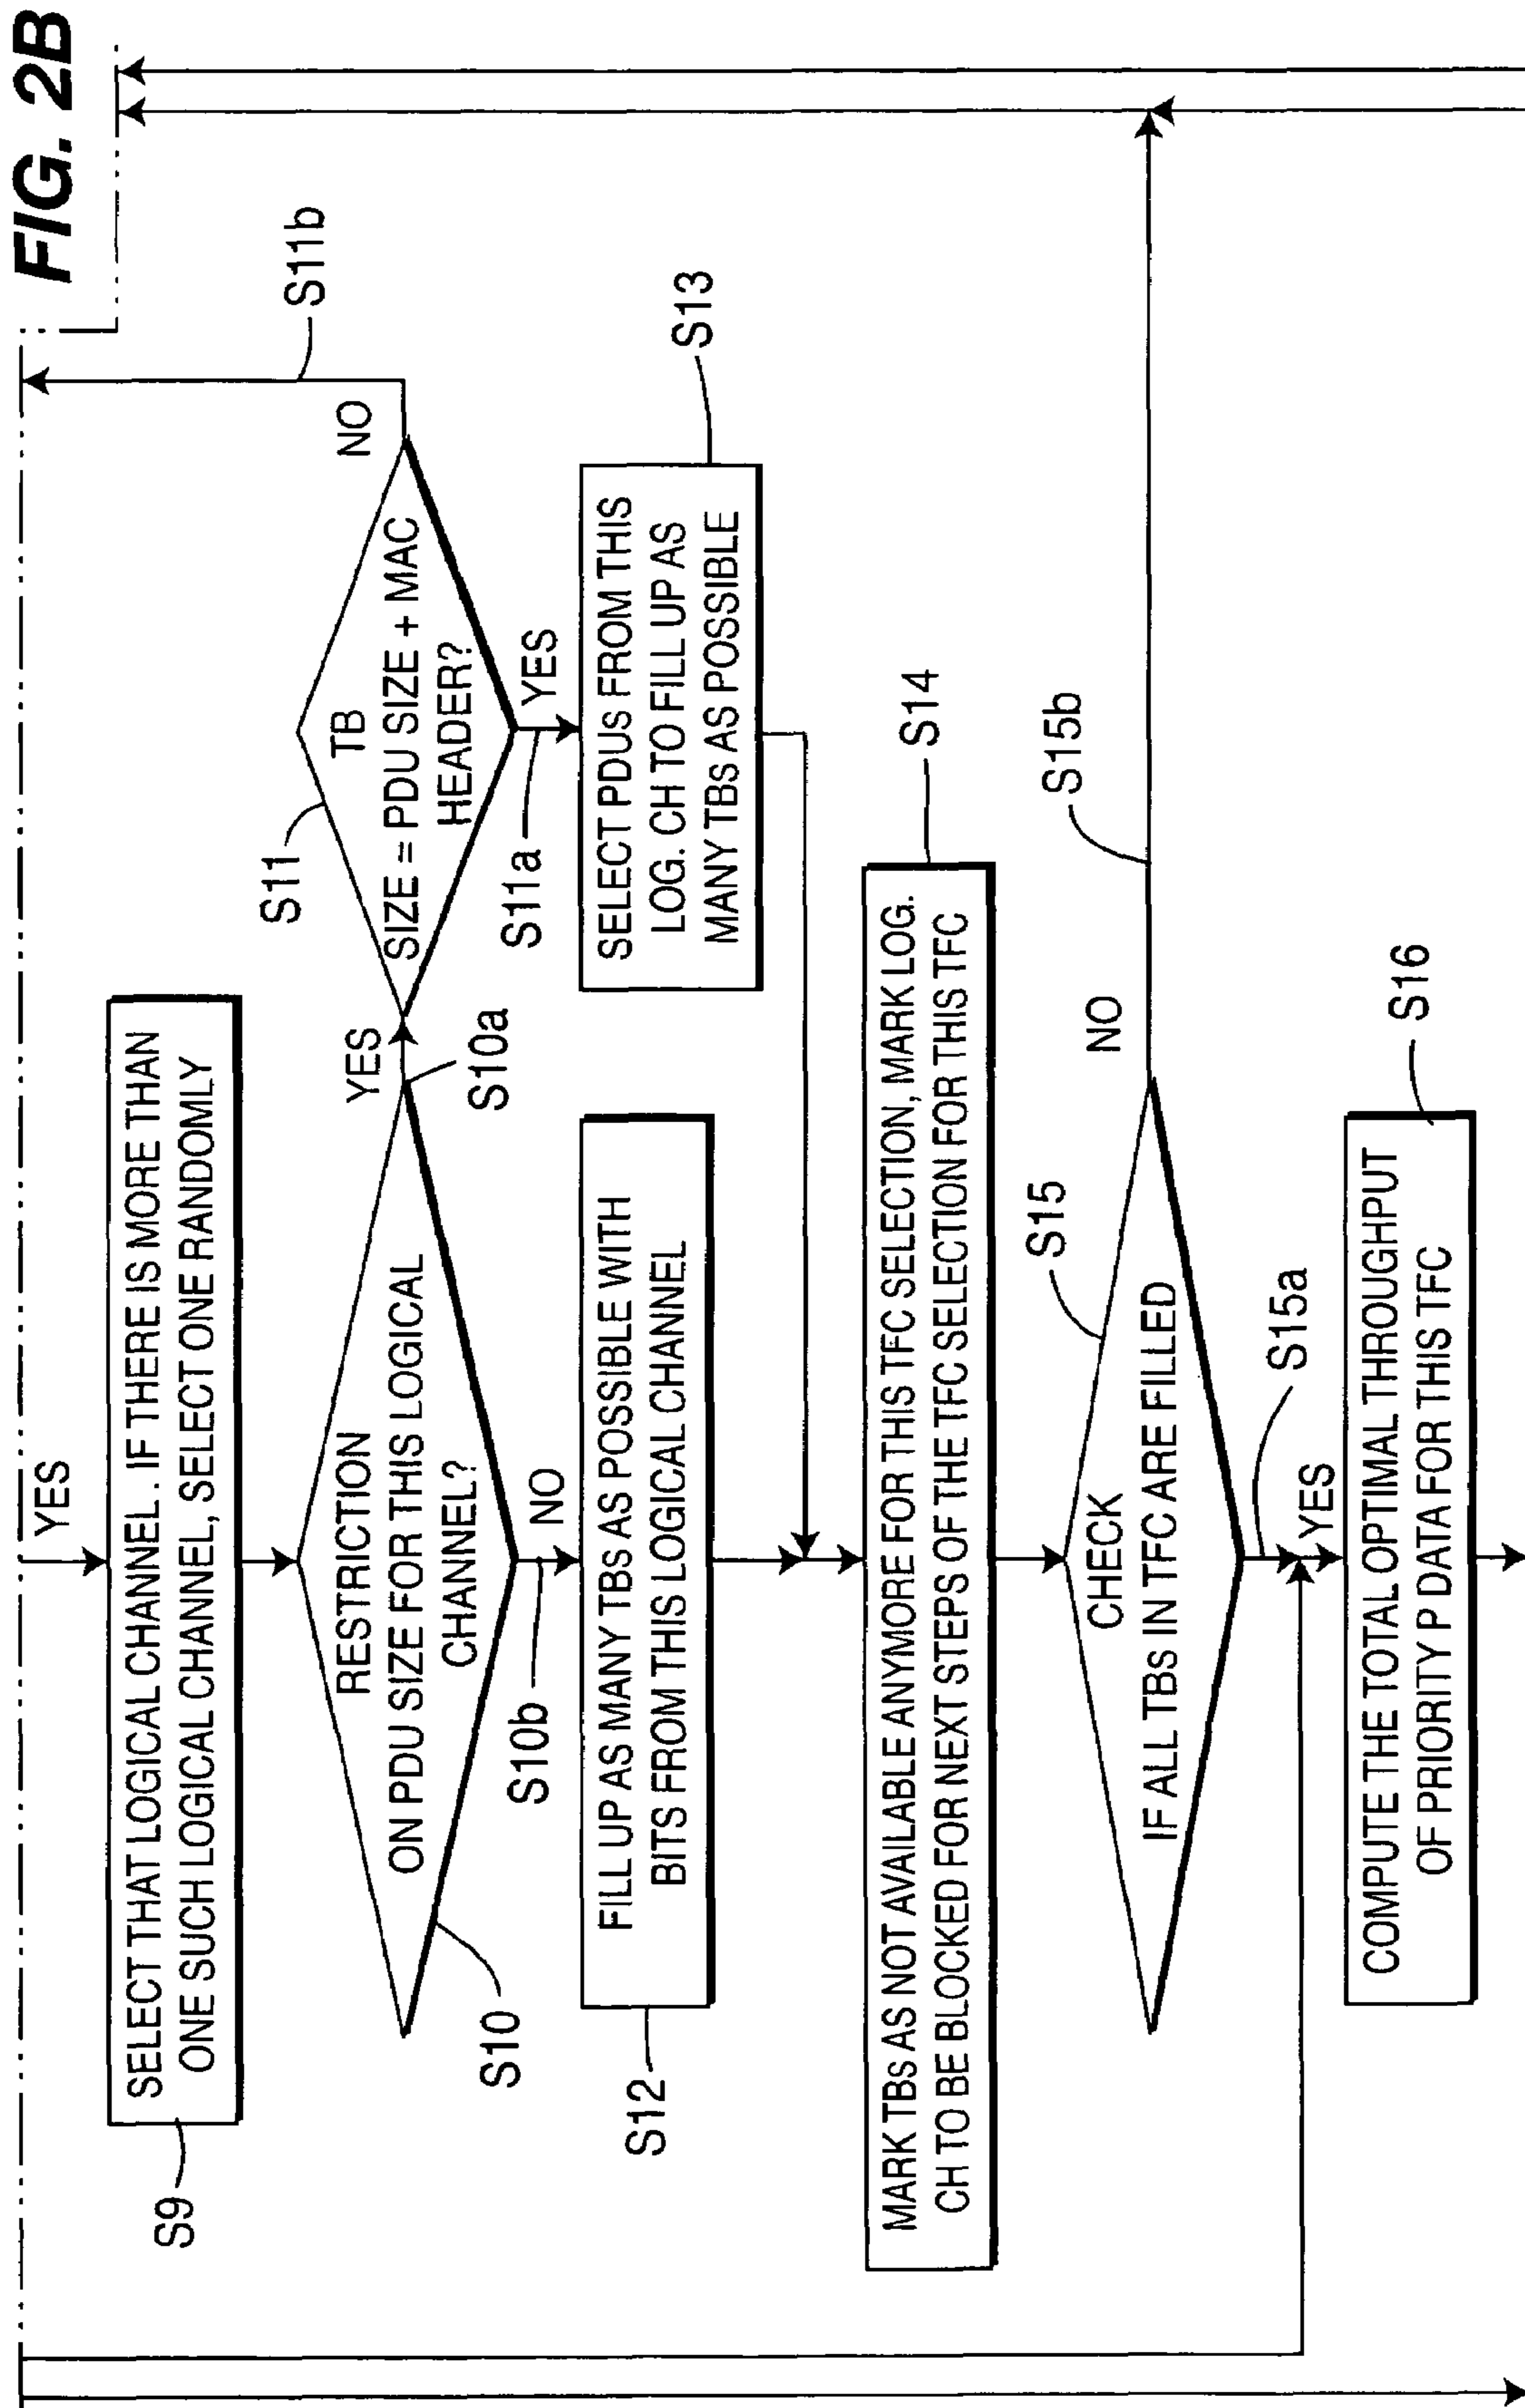 FIG. 2B
YES
S9
SELECT THAT LOGICAL CHANNEL. IF THERE IS MORE THAN
ONE SUCH LOGICAL CHANNEL, SELECT ONE RANDOMLY
S10
RESTRICTION
ON PDU SIZE FOR THIS LOGICAL
CHANNEL?
YES
S10a
S11
TB
SIZE = PDU SIZE + MAC
HEADER?
NO
S11b
S10b
NO
S11a
YES
S12
FILL UP AS MANY TBS AS POSSIBLE WITH
BITS FROM THIS LOGICAL CHANNEL
SELECT PDUS FROM THIS
LOG. CH TO FILL UP AS
MANY TBS AS POSSIBLE
S13
MARK TBs AS NOT AVAILABLE ANYMORE FOR THIS TFC SELECTION, MARK LOG.
CH TO BE BLOCKED FOR NEXT STEPS OF THE TFC SELECTION FOR THIS TFC
S14
S15
CHECK
IF ALL TBS IN TFC ARE FILLED
NO
S15b
S15a
YES
COMPUTE THE TOTAL OPTIMAL THROUGHPUT
OF PRIORITY P DATA FOR THIS TFC
S16